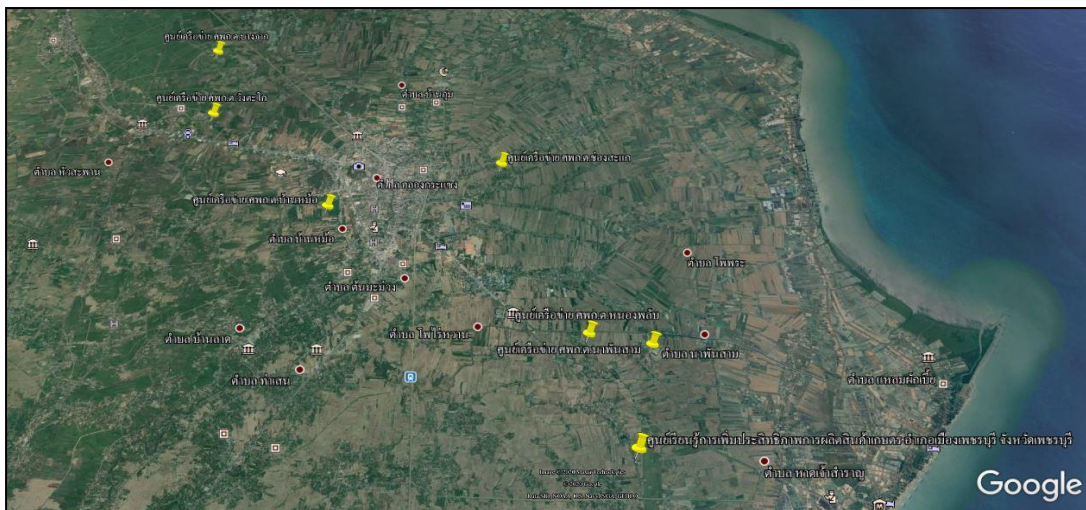 ศูนย์เครือข่าย ศพก.ต.บางจาก
ศูนย์เครือข่าย ศพก.ต.วังตะโก
ตำบล บ้านกุ่ม
ตำบล หัวสะพาน
ศูนย์เครือข่าย ศพก.ต.ช่องสะแก
ตำบล คลองกระแชง
ศูนย์เครือข่าย ศพก.ต.บ้านหม้อ
ตำบล บ้านหม้อ
ตำบล โพพระ
ตำบล ต้นมะม่วง
ศูนย์เครือข่าย ศพก.ต.หนองพลับ
ตำบล บ้านลาด
ตำบล โพไร่หวาน
ศูนย์เครือข่าย ศพก.ต.นาพันสาม
ตำบล นาพันสาม
ตำบล ท่าเสน
ตำบล แหลมผักเบี้ย
ศูนย์เรียนรู้การเพิ่มประสิทธิภาพการผลิตสินค้าเกษตร อำเภอเมืองเพชรบุรี จังหวัดเพชรบุรี
ตำบล หาดเจ้าสำราญ
Google